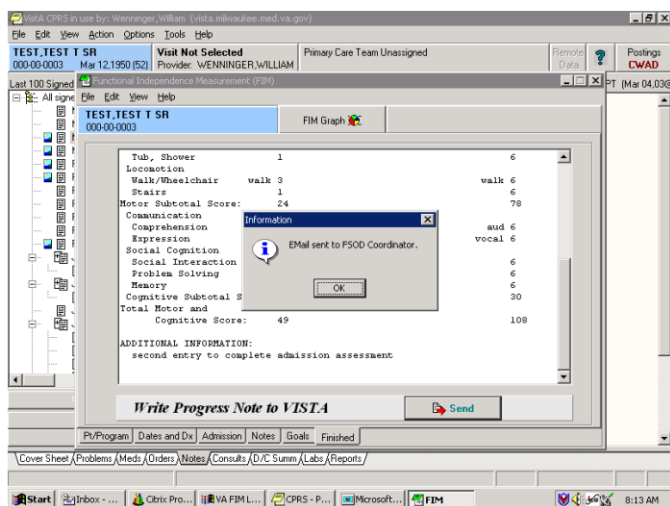 VistA CPRS in use by: Wenninger,William (vista.milwaukee.med.va.gov)
File Edit View Action Options Tools Help
TEST,TEST T SR Visit Not Selected Primary Care Team Unassigned Remote Postings
000-00-0003 Mar 12,1950 (52) Provider: WENNINGER,WILLIAM Data ? CWAD
Last 100 Signed Functional Independence Measurement (FIM) PT (Mar 04,03@
All signe File Edit View Help
TEST,TEST T SR
000-00-0003
FIM Graph
Tub, Shower 1 6
Locomotion
Walk/Wheelchair walk 3 walk 6
Stairs 1 6
Motor Subtotal Score: 24 78
Communication
Comprehension aud 6
Expression vocal 6
Social Cognition
Social Interaction 6
Problem Solving 6
Memory 6
Cognitive Subtotal S 30
Total Motor and
Cognitive Score: 49 108
ADDITIONAL INFORMATION:
second entry to complete admission assessment
Information
EMail sent to FSOD Coordinator.
OK
Write Progress Note to VISTA Send
Pt/Program Dates and Dx Admission Notes Goals Finished
Cover Sheet Problems Meds Orders Notes Consults D/C Summ Labs Reports
Start Inbox - ... Citrix Pro... VA FIM L... CPRS - P... Microsoft... FIM 8:13 AM